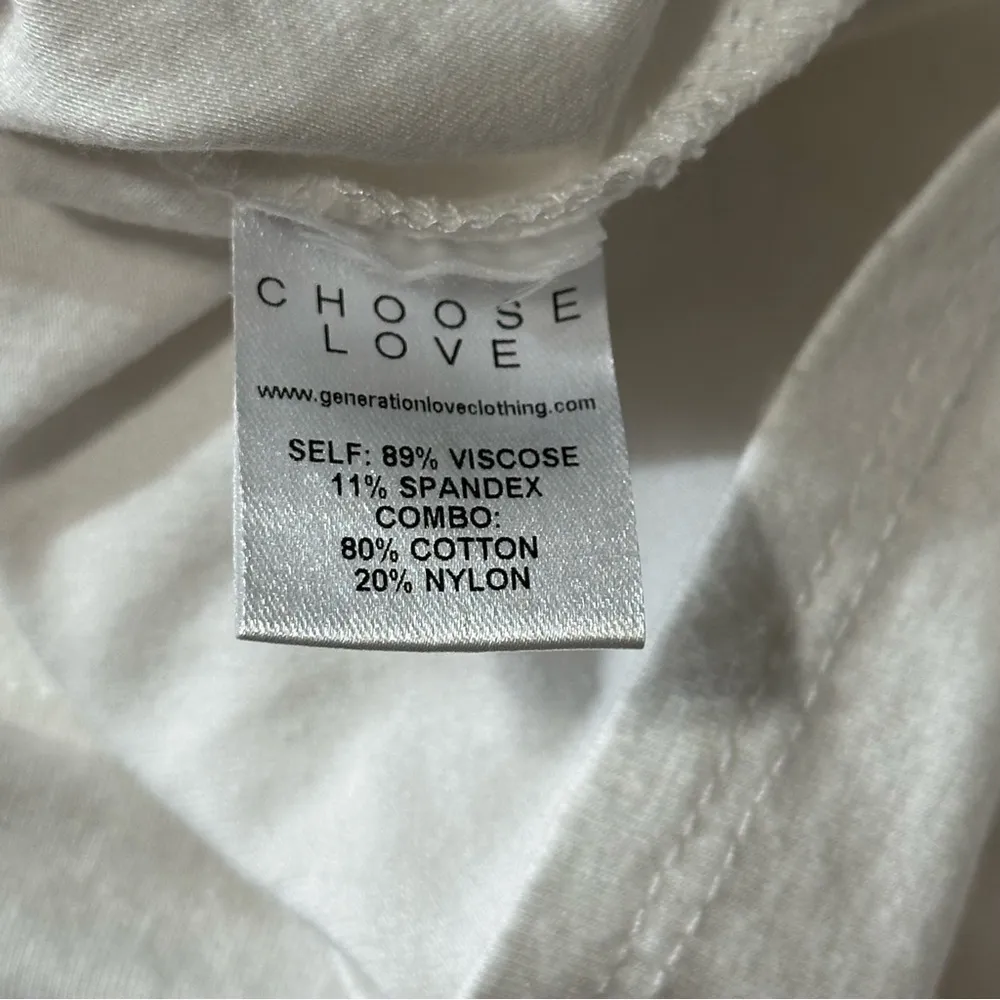 CHOOSE
LOVE
www.generationloveclothing.com
SELF: 89% VISCOSE
11% SPANDEX
COMBO:
80% COTTON
20% NYLON